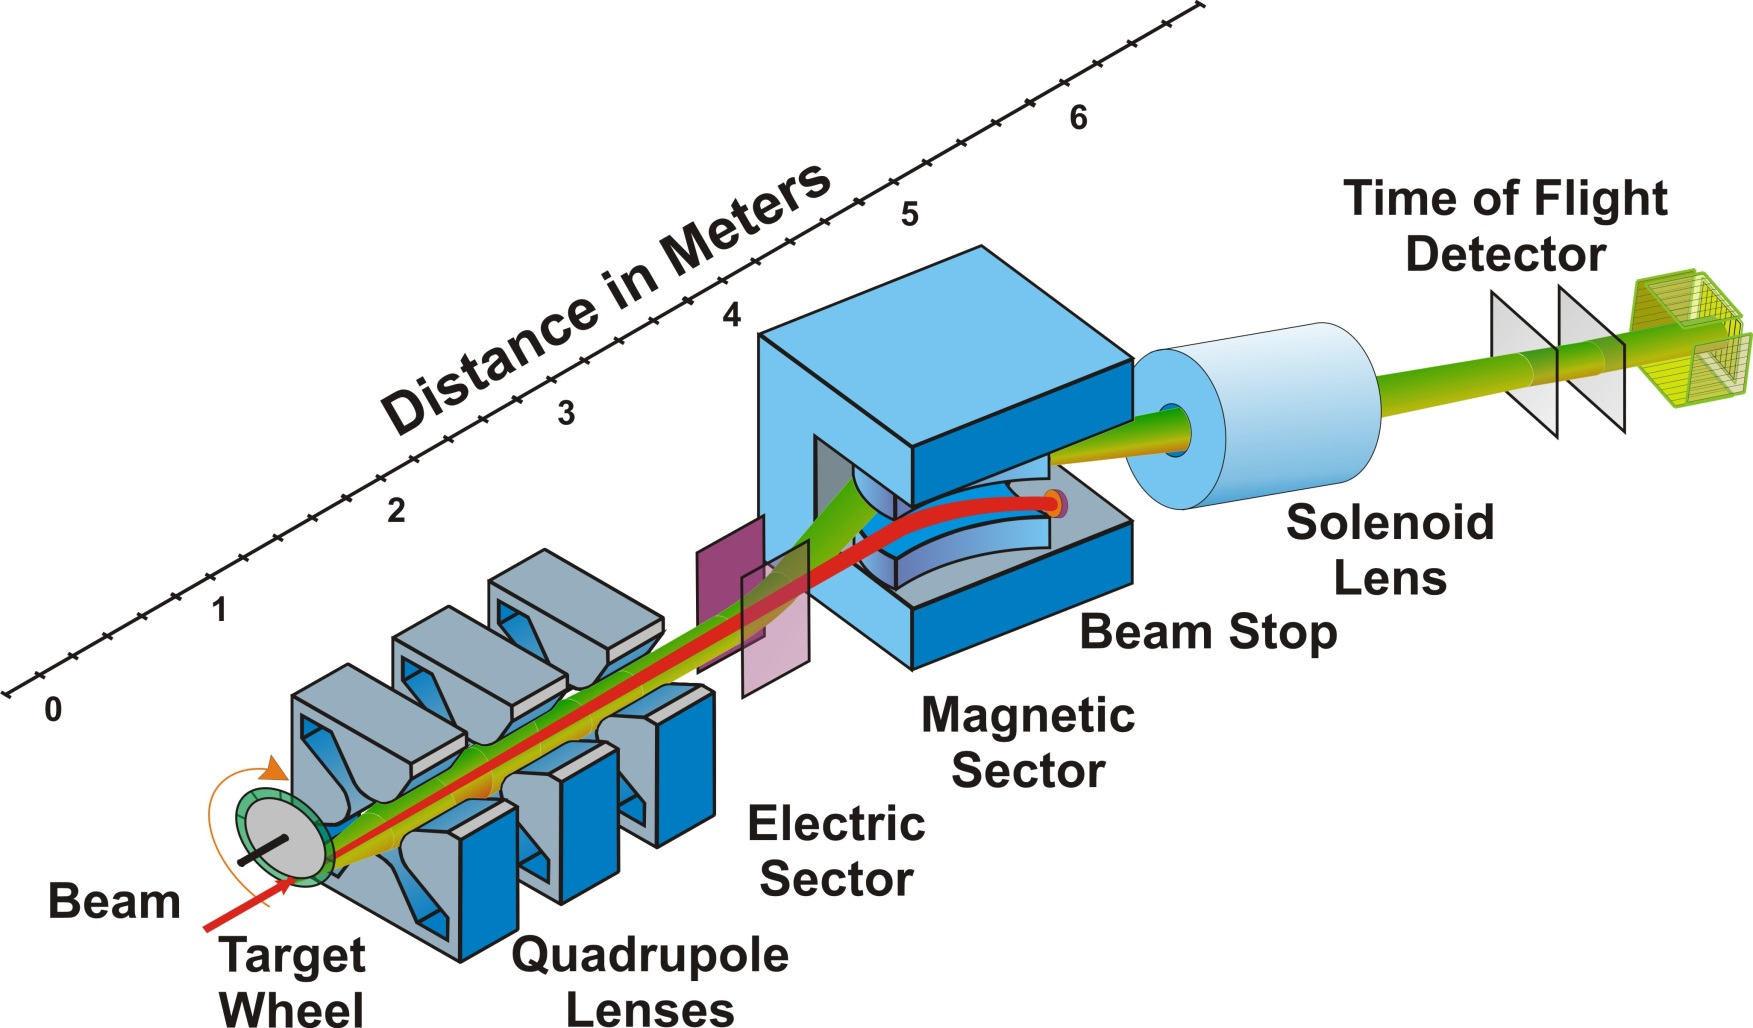 Distance in Meters
0
1
2
3
4
5
6
Time of Flight
Detector
Solenoid
Lens
Beam Stop
Magnetic
Sector
Electric
Sector
Quadrupole
Lenses
Beam
Target
Wheel